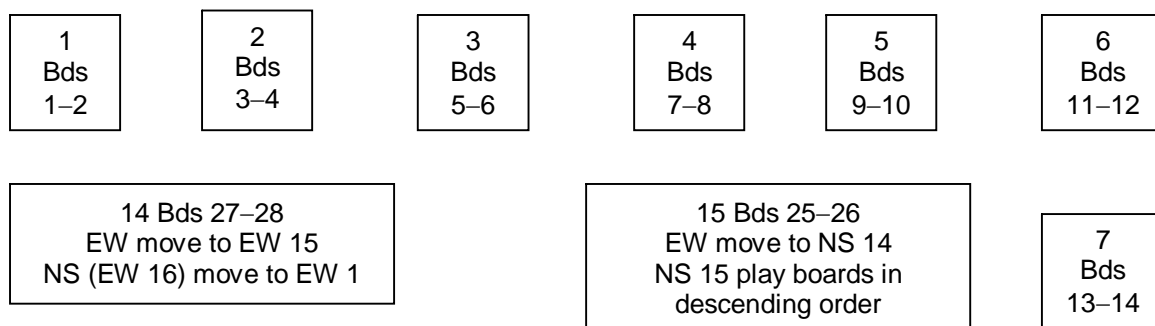 1
Bds
1–2
2
Bds
3–4
3
Bds
5–6
4
Bds
7–8
5
Bds
9–10
6
Bds
11–12
14 Bds 27–28
EW move to EW 15
NS (EW 16) move to EW 1
15 Bds 25–26
EW move to NS 14
NS 15 play boards in
descending order
7
Bds
13–14